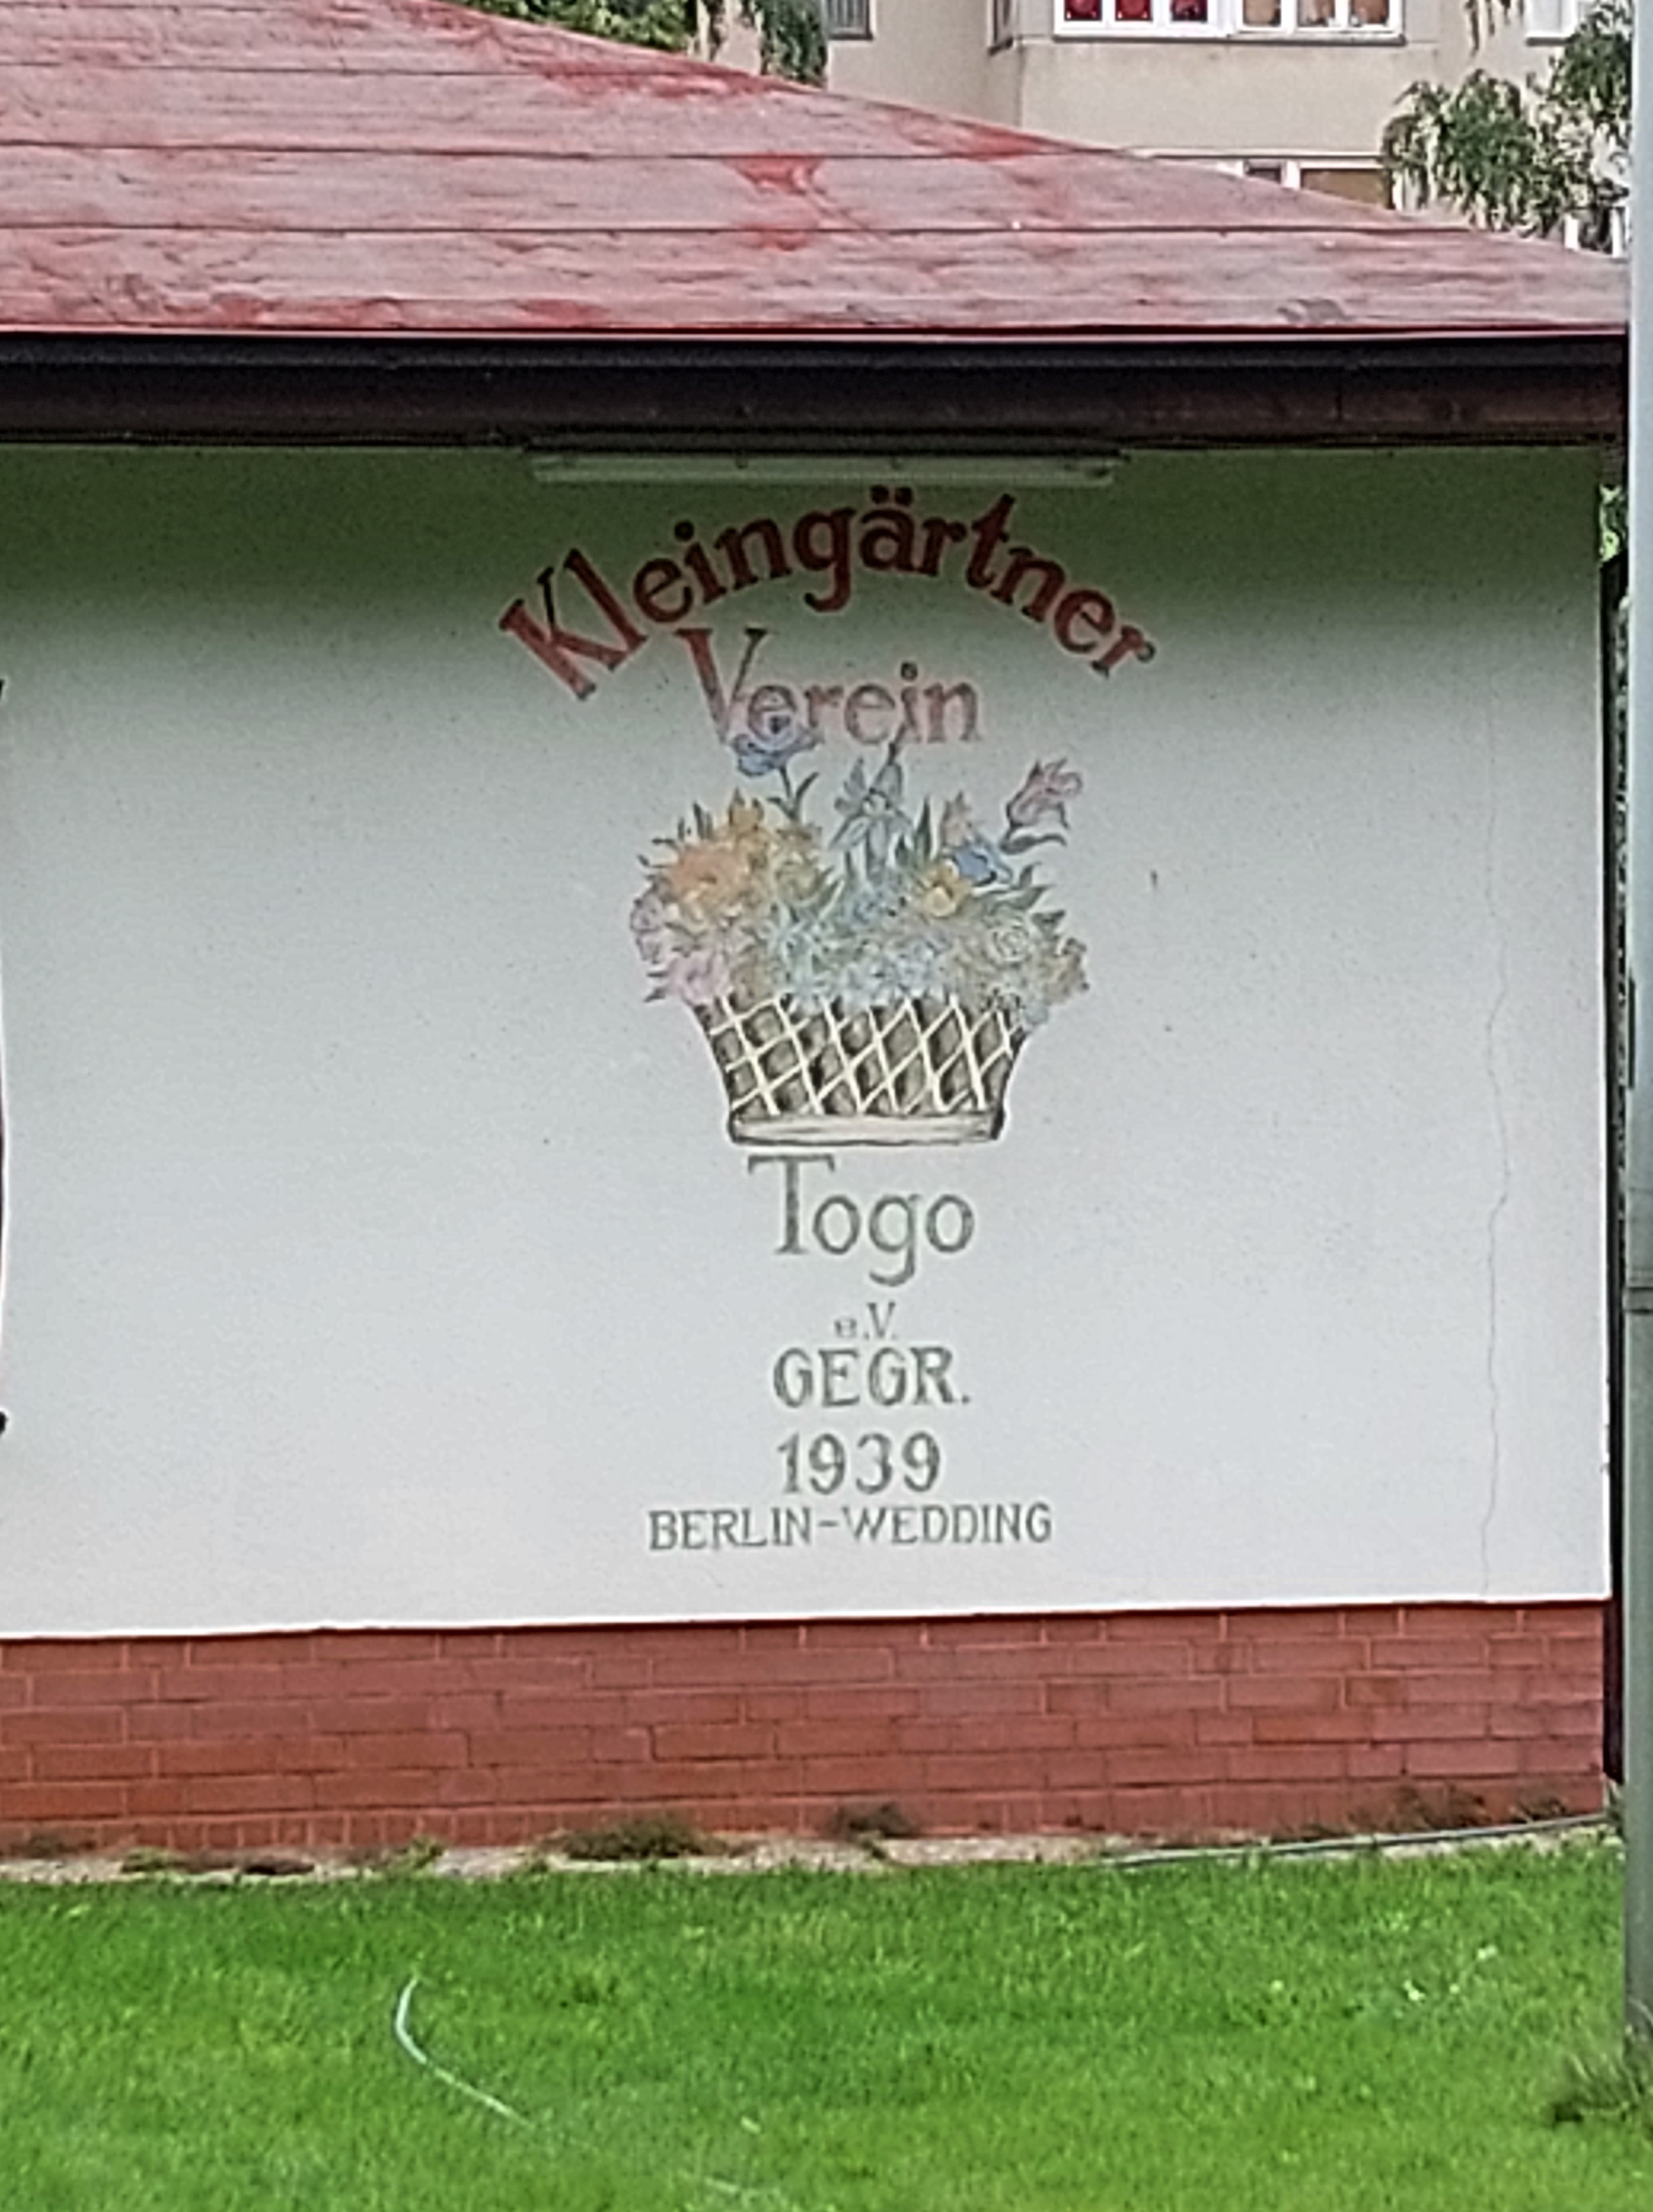 Kleingärtner
Verein
Togo
e.V.
GEGR.
1939
BERLIN-WEDDING